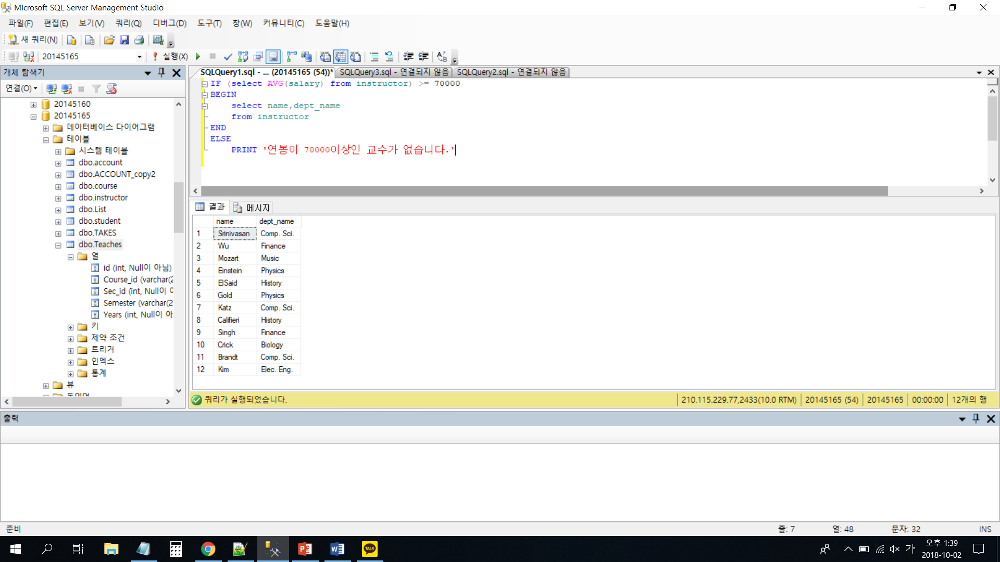 Microsoft SQL Server Management Studio
파일(F) 편집(E) 보기(V) 쿼리(Q) 디버그(D) 도구(T) 창(W) 커뮤니티(C) 도움말(H)
새 쿼리(N)
20145165 실행(X)
개체 탐색기
연결(O)
20145160
20145165
데이터베이스 다이어그램
테이블
시스템 테이블
dbo.account
dbo.ACCOUNT_copy2
dbo.course
dbo.instructor
dbo.List
dbo.student
dbo.TAKES
dbo.Teaches
열
id (int, Null이 아님)
Course_id (varchar(2
Sec_id (int, Null이
Semester (varchar(2
Years (int, Null이 아
키
제약 조건
트리거
인덱스
통계
뷰
SQLQuery1.sql - ... (20145165 (54))* SQLQuery3.sql - 연결되지 않음 SQLQuery2.sql - 연결되지 않음
IF (select AVG(salary) from instructor) >= 70000
BEGIN
select name,dept_name
from instructor
END
ELSE
PRINT '연봉이 70000이상인 교수가 없습니다.'
결과 메시지
name dept_name
1 Srinivasan Comp. Sci.
2 Wu Finance
3 Mozart Music
4 Einstein Physics
5 ElSaid History
6 Gold Physics
7 Katz Comp. Sci.
8 Califieri History
9 Singh Finance
10 Crick Biology
11 Brandt Comp. Sci.
12 Kim Elec. Eng.
쿼리가 실행되었습니다. 210.115.229.77,2433(10.0 RTM) 20145165 (54) 20145165 00:00:00 12개의 행
출력
준비 줄: 7 열: 48 문자: 32 INS
TALK
가
오후 1:39
2018-10-02